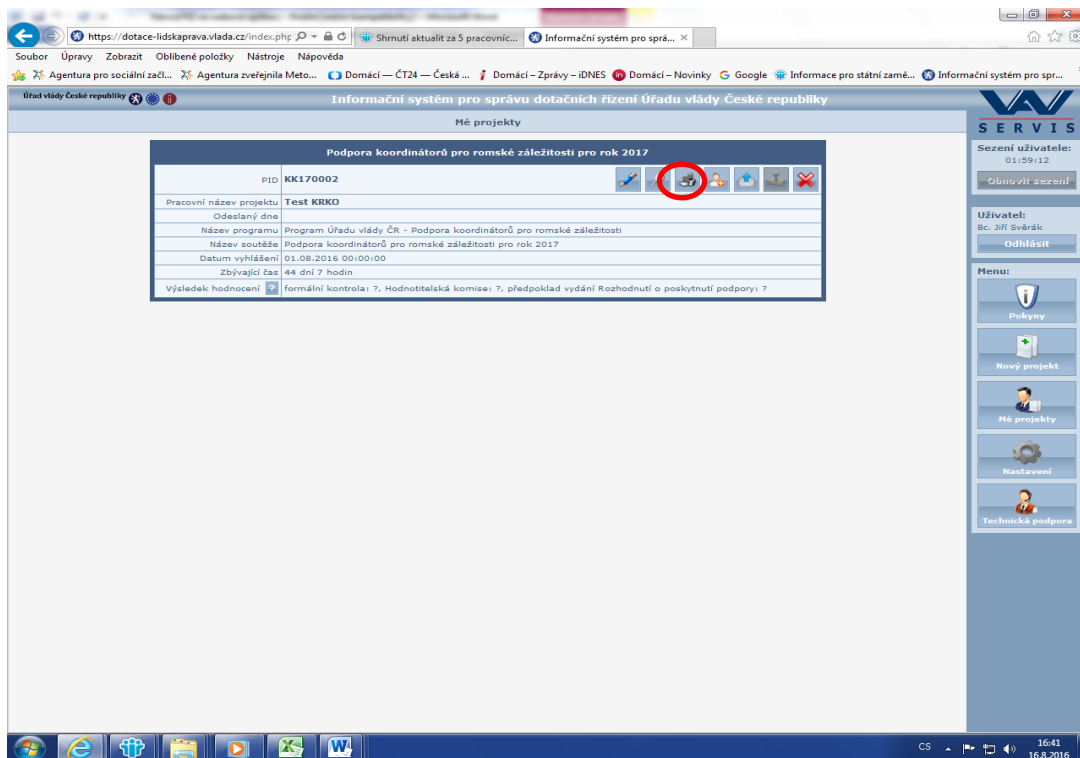 https://dotace-lidskaprava.vlada.cz/index.php
Shrnutí aktualit za 5 pracovníc...
Informační systém pro sprá...
Soubor Úpravy Zobrazit Oblíbené položky Nástroje Nápověda
Agentura pro sociální začl... Agentura zveřejnila Meto... Domácí — ČT24 — Česká ... Domácí – Zprávy – iDNES Domácí – Novinky Google Informace pro státní zamě... Informační systém pro spr...
Úřad vlády České republiky
Informační systém pro správu dotačních řízení Úřadu vlády České republiky
VAV
SERVIS
Mé projekty
Podpora koordinátorů pro romské záležitosti pro rok 2017
PID KK170002
Pracovní název projektu Test KRKO
Odeslaný dne
Název programu Program Úřadu vlády ČR - Podpora koordinátorů pro romské záležitosti
Název soutěže Podpora koordinátorů pro romské záležitosti pro rok 2017
Datum vyhlášení 01.08.2016 00:00:00
Zbývající čas 44 dní 7 hodin
Výsledek hodnocení ? formální kontrola: ?, Hodnotitelská komise: ?, předpoklad vydání Rozhodnutí o poskytnutí podpory: ?
Sezení uživatele:
01:59:12
Obnovit sezení
Uživatel:
Bc. Jiří Svěrák
Odhlásit
Menu:
Pokyny
Nový projekt
Mé projekty
Nastavení
Technická podpora
CS
16:41
16.8.2016